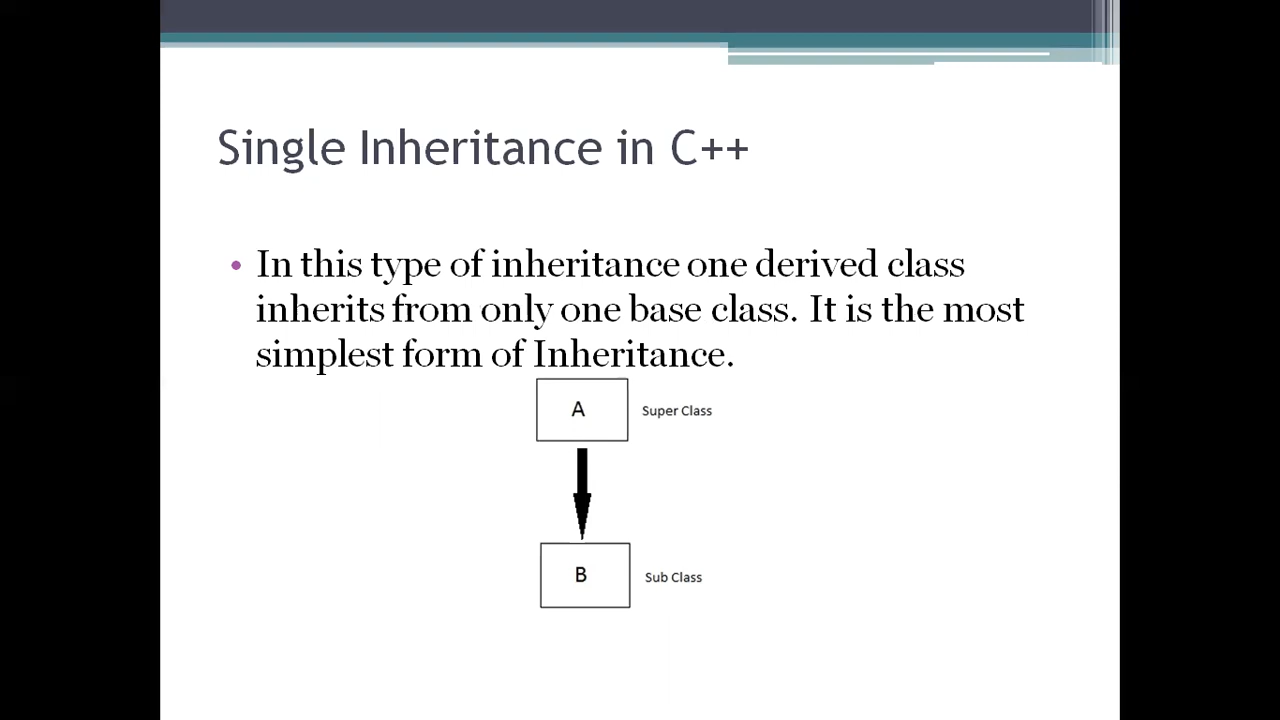 Single Inheritance in C++
• In this type of inheritance one derived class
inherits from only one base class. It is the most
simplest form of Inheritance.
A
Super Class
B
Sub Class